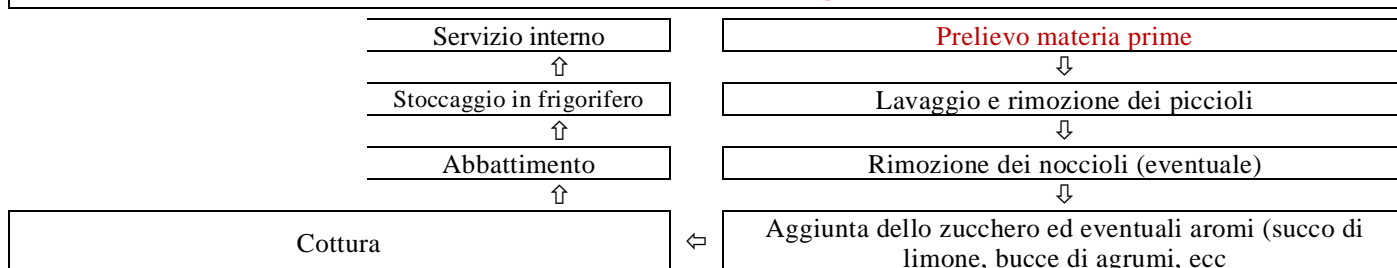 Servizio interno
Prelievo materia prime
⇧
⇩
Stoccaggio in frigorifero
Lavaggio e rimozione dei piccioli
⇧
⇩
Abbattimento
Rimozione dei noccioli (eventuale)
⇧
⇩
Cottura
⇦
Aggiunta dello zucchero ed eventuali aromi (succo di
limone, bucce di agrumi, ecc